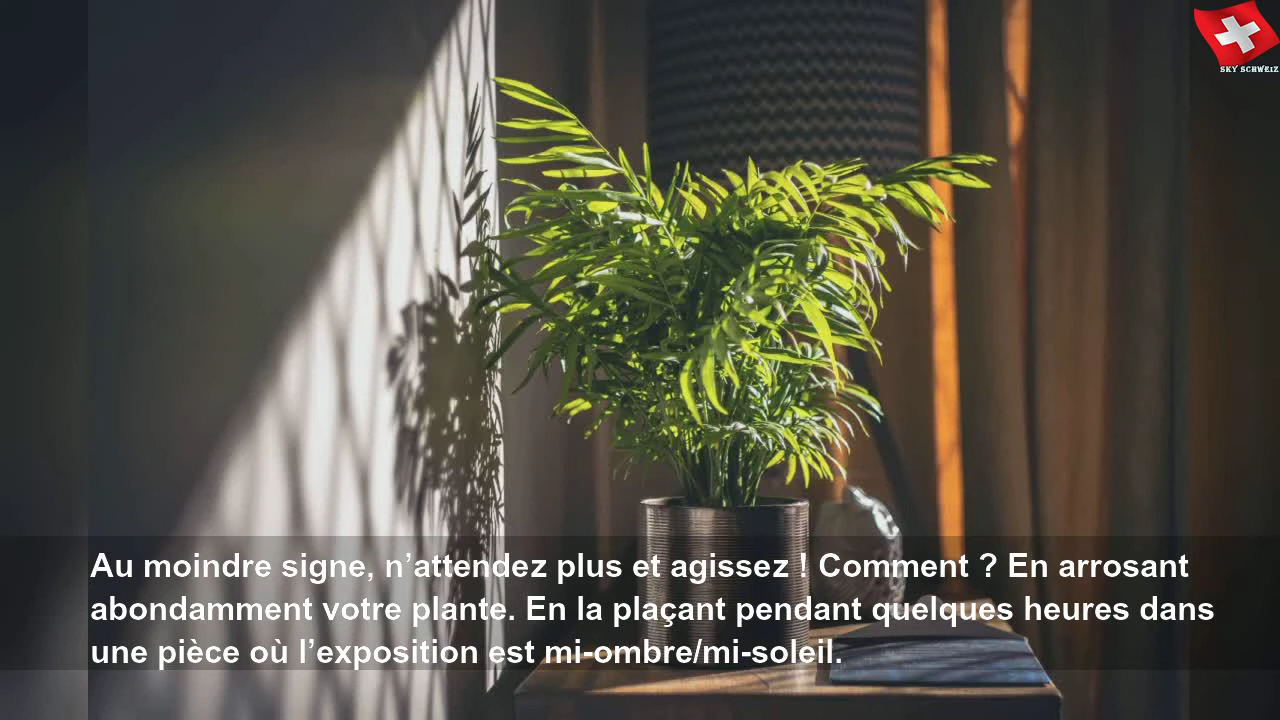 SKY SCHWEIZ
Au moindre signe, n’attendez plus et agissez ! Comment ? En arrosant
abondamment votre plante. En la plaçant pendant quelques heures dans
une pièce où l’exposition est mi-ombre/mi-soleil.